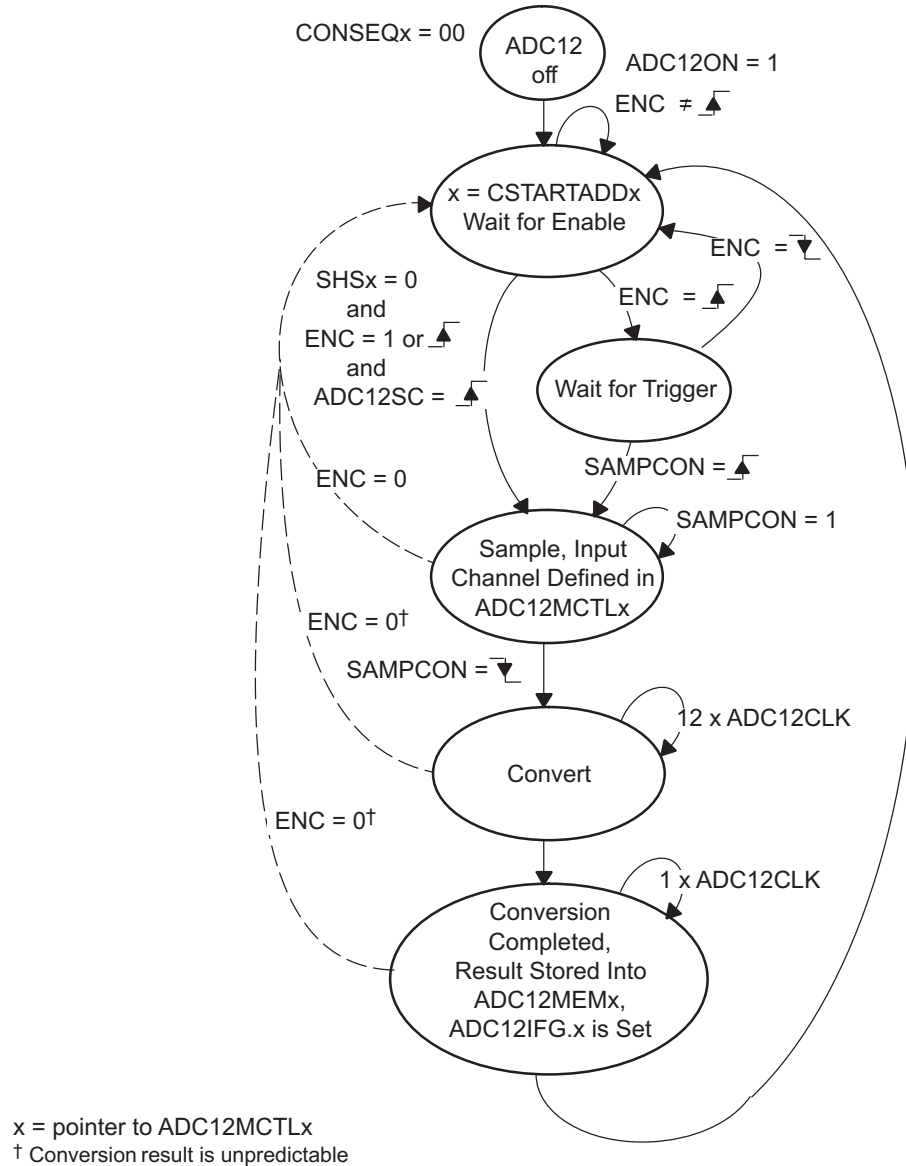 CONSEQx = 00
ADC12
off
ADC12ON = 1
ENC ≠
x = CSTARTADDx
Wait for Enable
ENC =
SHSx = 0
and
ENC = 1 or
and
ADC12SC =
ENC =
Wait for Trigger
SAMPCON =
ENC = 0
SAMPCON = 1
Sample, Input
Channel Defined in
ADC12MCTLx
ENC = 0†
SAMPCON =
12 x ADC12CLK
Convert
ENC = 0†
1 x ADC12CLK
Conversion
Completed,
Result Stored Into
ADC12MEMx,
ADC12IFG.x is Set
x = pointer to ADC12MCTLx
† Conversion result is unpredictable